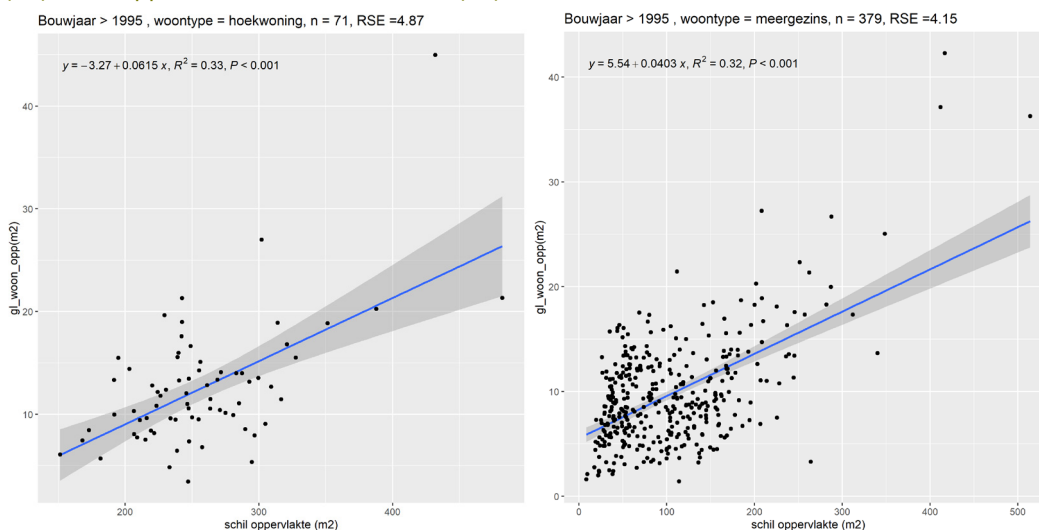 Bouwjaar > 1995 , woontype = hoekwoning, n = 71, RSE =4.87
y = −3.27 + 0.0615 x, R² = 0.33, P < 0.001
gl_woon_opp(m2)
40
30
20
10
200 300 400
schil oppervlakte (m2)
Bouwjaar > 1995 , woontype = meergezins, n = 379, RSE =4.15
y = 5.54 + 0.0403 x, R² = 0.32, P < 0.001
gl_woon_opp(m2)
40
30
20
10
0
0 100 200 300 400 500
schil oppervlakte (m2)